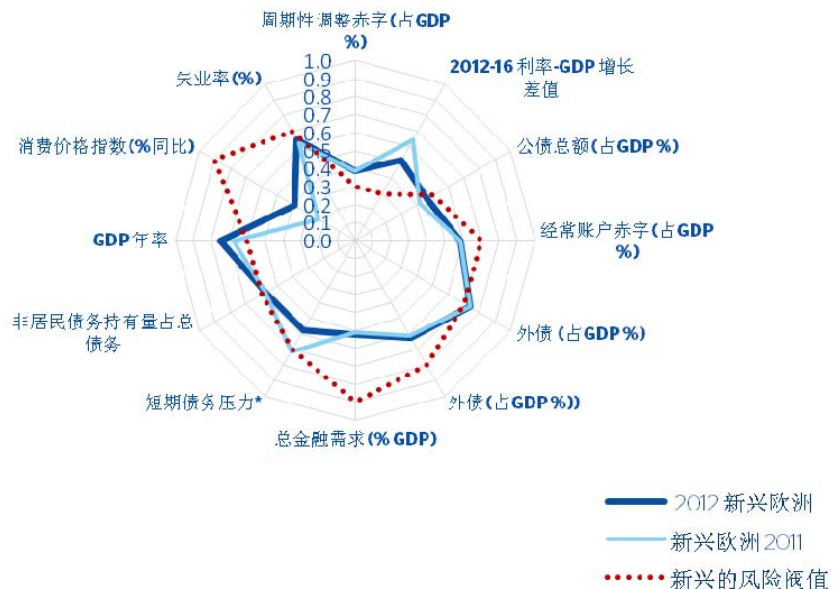 周期性调整赤字(占GDP
%)
2012-16 利率-GDP 增长
差值
公债总额(占GDP%)
经常账户赤字(占GDP
%)
外债 (占GDP%)
外债(占GDP%))
总金融需求(% GDP)
短期债务压力*
非居民债务持有量占总
债务
GDP 年率
消费价格指数(%同比)
失业率(%)
1.0
0.9
0.8
0.7
0.6
0.5
0.4
0.3
0.2
0.1
0.0
2012 新兴欧洲
新兴欧洲 2011
新兴的风险阀值